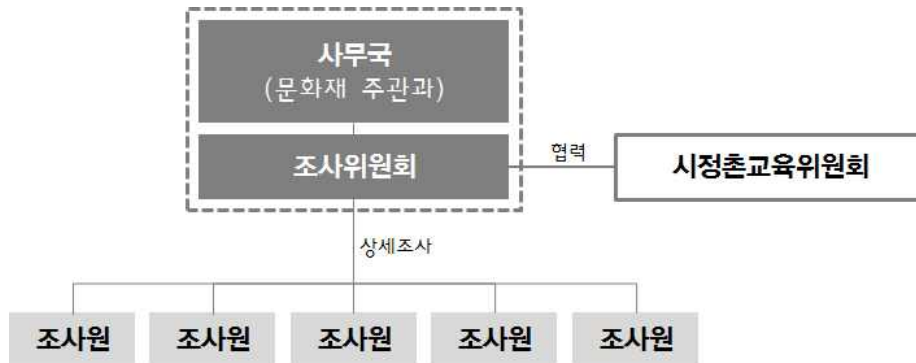 사무국
(문화재 주관과)
조사위원회
협력
시정촌교육위원회
상세조사
조사원 조사원 조사원 조사원 조사원